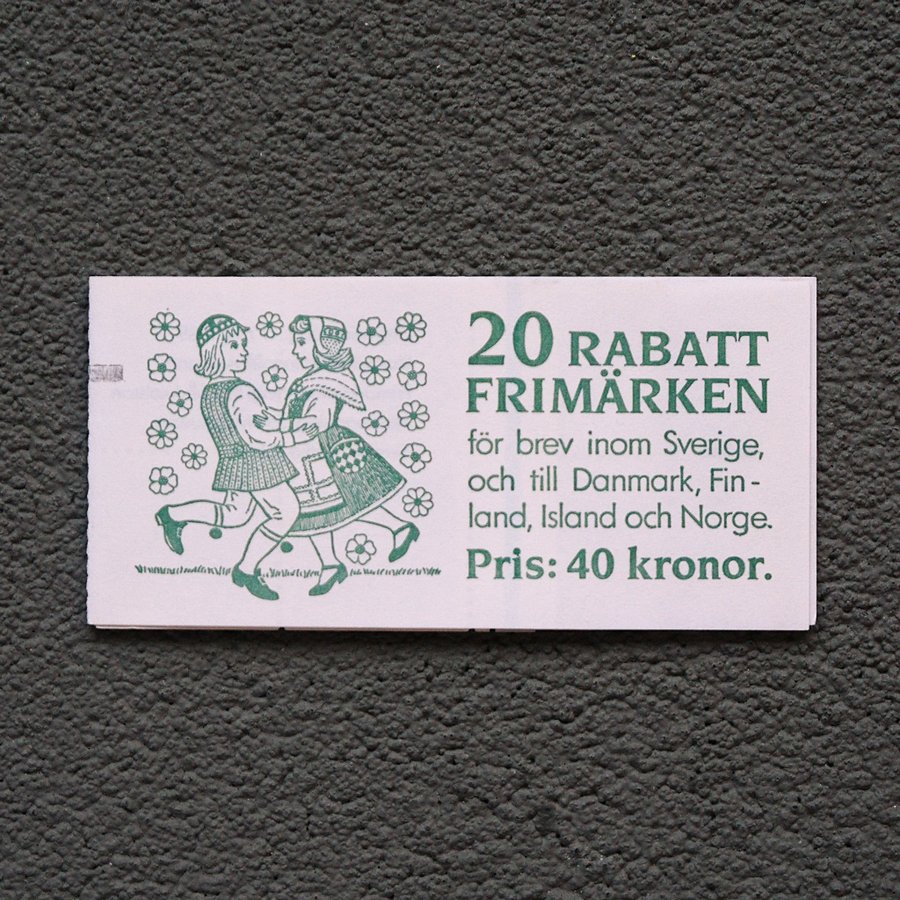 20 RABATT
FRIMÄRKEN
för brev inom Sverige,
och till Danmark, Fin-
land, Island och Norge.
Pris: 40 kronor.